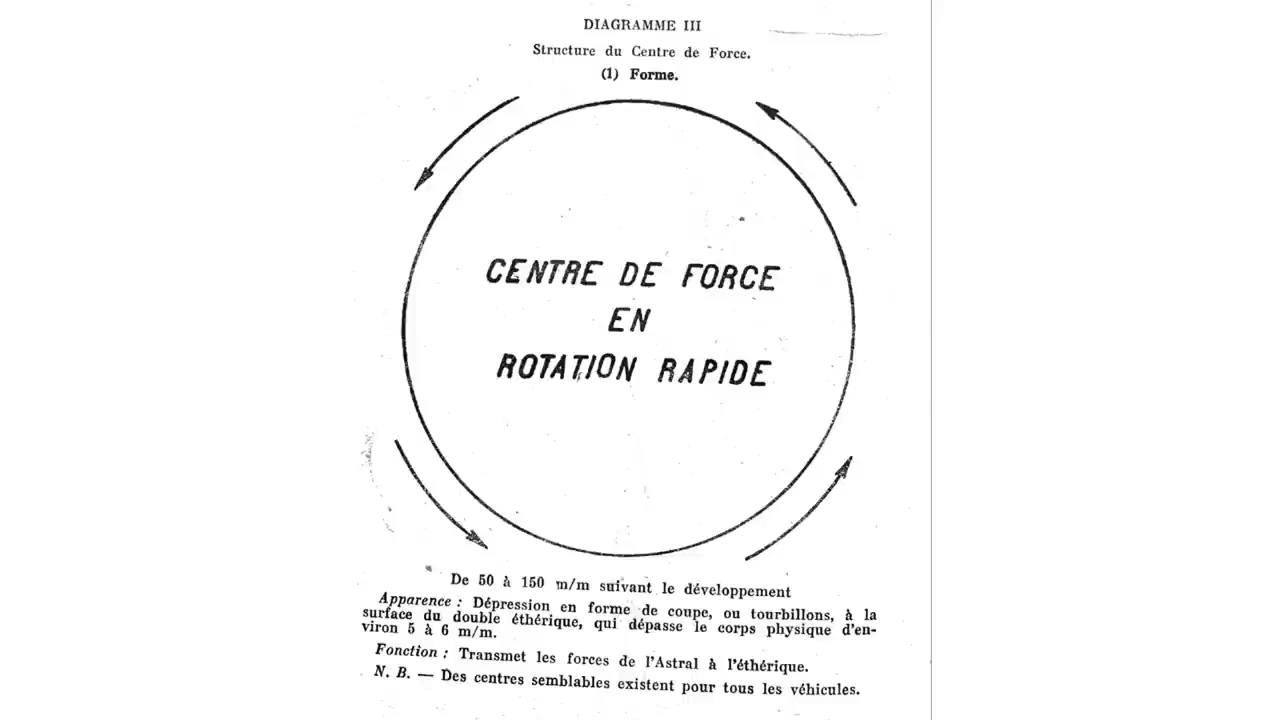 DIAGRAMME III
Structure du Centre de Force.
(1) Forme.
CENTRE DE FORCE
EN
ROTATION RAPIDE
De 50 à 150 m/m suivant le développement
Apparence : Dépression en forme de coupe, ou tourbillons, à la
surface du double éthérique, qui dépasse le corps physique d'en-
viron 5 à 6 m/m.
Fonction : Transmet les forces de l'Astral à l'éthérique.
N. B. — Des centres semblables existent pour tous les véhicules.